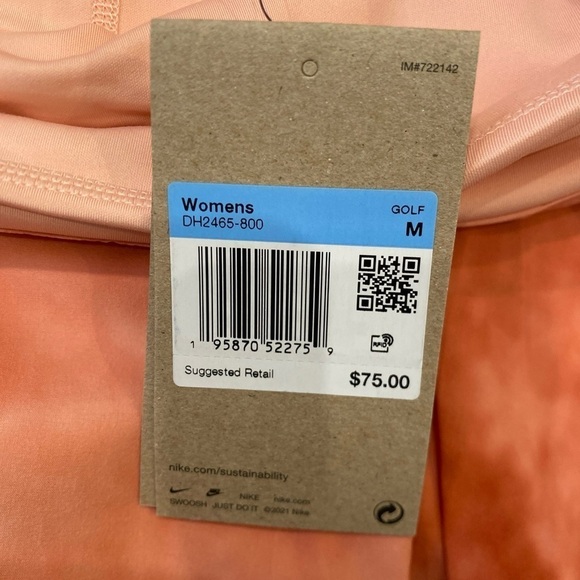 IM#722142
Womens GOLF
DH2465-800 M
1 95870 52275 9
RFID
Suggested Retail $75.00
nike.com/sustainability
NIKE nike.com
SWOOSH JUST DO IT ©2021 Nike